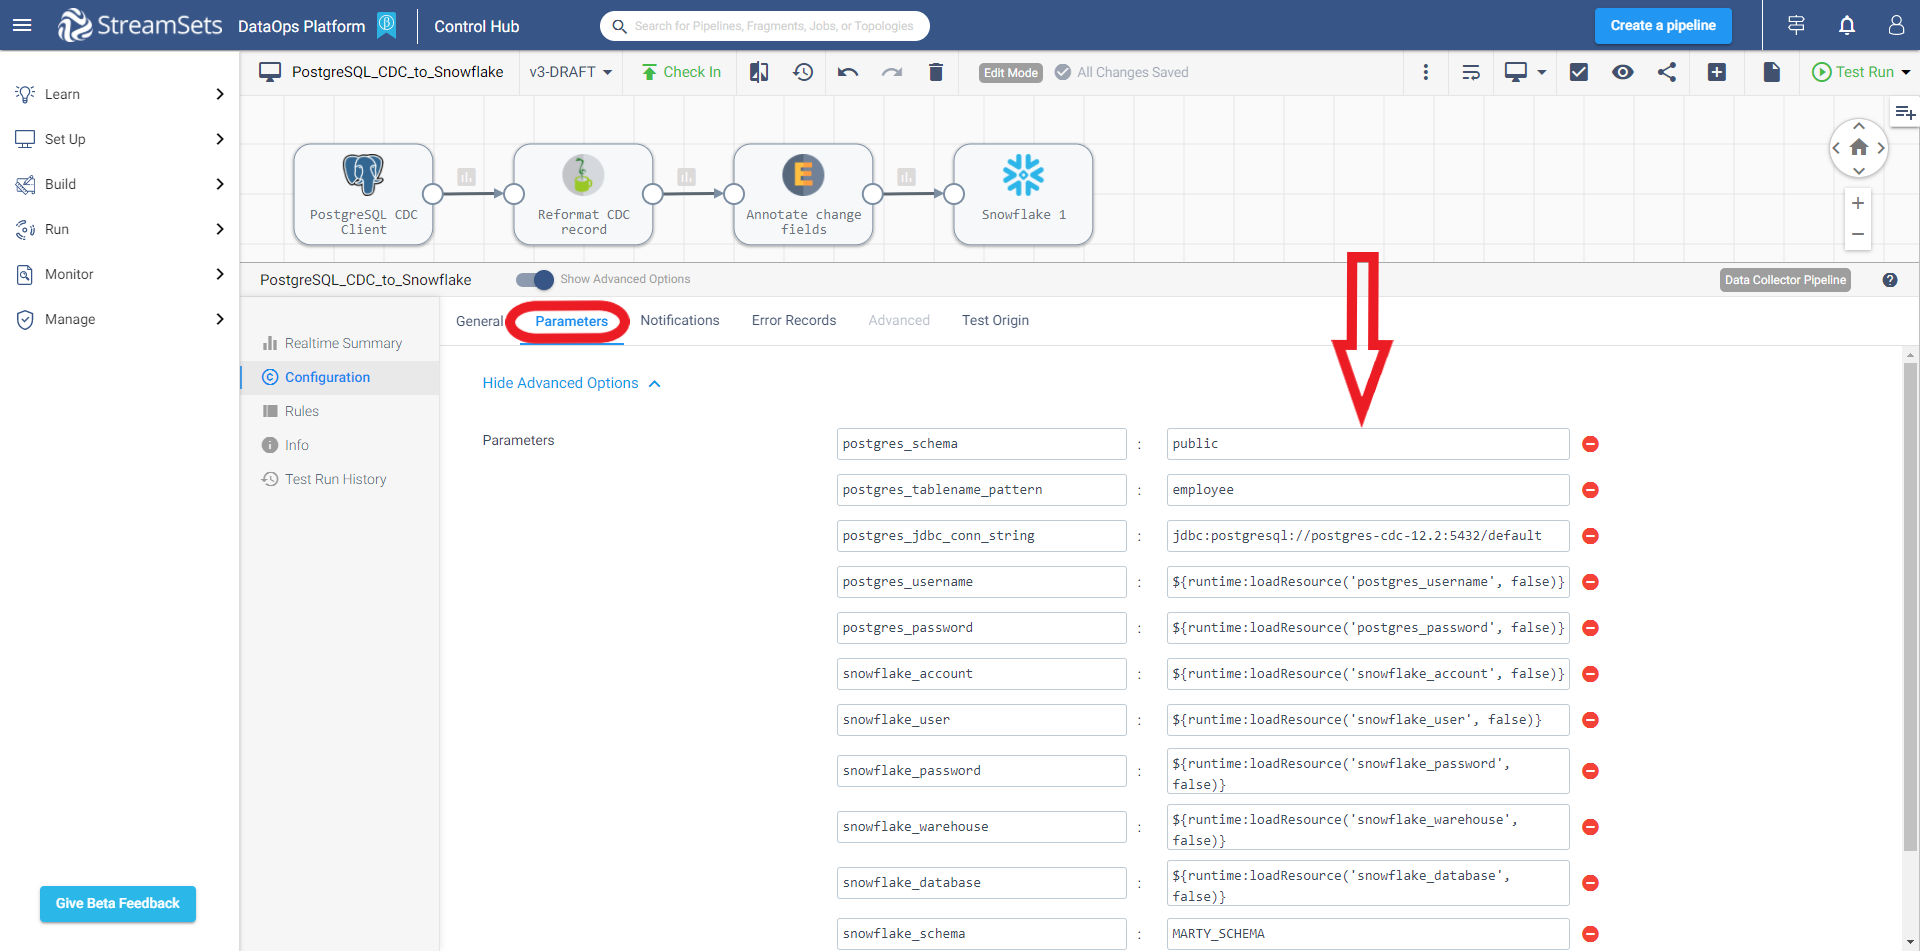 StreamSets DataOps Platform β Control Hub
Search for Pipelines, Fragments, Jobs, or Topologies
Create a pipeline
PostgreSQL_CDC_to_Snowflake
v3-DRAFT
Check In
Edit Mode
All Changes Saved
Test Run
Learn
Set Up
Build
Run
Monitor
Manage
Give Beta Feedback
PostgreSQL CDC
Client
Reformat CDC
record
E
Annotate change
fields
Snowflake 1
PostgreSQL_CDC_to_Snowflake
Show Advanced Options
Data Collector Pipeline
?
Realtime Summary
Configuration
Rules
Info
Test Run History
General
Parameters
Notifications
Error Records
Advanced
Test Origin
Hide Advanced Options
Parameters
postgres_schema : public
postgres_tablename_pattern : employee
postgres_jdbc_conn_string : jdbc:postgresql://postgres-cdc-12.2:5432/default
postgres_username : ${runtime:loadResource('postgres_username', false)}
postgres_password : ${runtime:loadResource('postgres_password', false)}
snowflake_account : ${runtime:loadResource('snowflake_account', false)}
snowflake_user : ${runtime:loadResource('snowflake_user', false)}
snowflake_password : ${runtime:loadResource('snowflake_password',
false)}
snowflake_warehouse : ${runtime:loadResource('snowflake_warehouse',
false)}
snowflake_database : ${runtime:loadResource('snowflake_database',
false)}
snowflake_schema : MARTY_SCHEMA